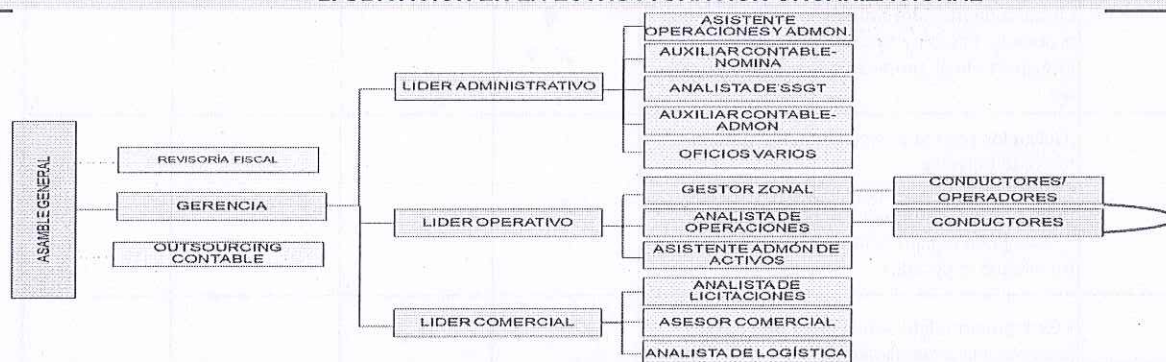 ASAMBLE GENERAL
REVISORÍA FISCAL
GERENCIA
OUTSOURCING
CONTABLE
LIDER ADMINISTRATIVO
ASISTENTE
OPERACIONES Y ADMON.
AUXILIAR CONTABLE-
NOMINA
ANALISTA DE SSGT
AUXILIAR CONTABLE-
ADMON
OFICIOS VARIOS
LIDER OPERATIVO
GESTOR ZONAL
CONDUCTORES/
OPERADORES
ANALISTA DE
OPERACIONES
CONDUCTORES
ASISTENTE ADMÓN DE
ACTIVOS
LIDER COMERCIAL
ANALISTA DE
LICITACIONES
ASESOR COMERCIAL
ANALISTA DE LOGÍSTICA